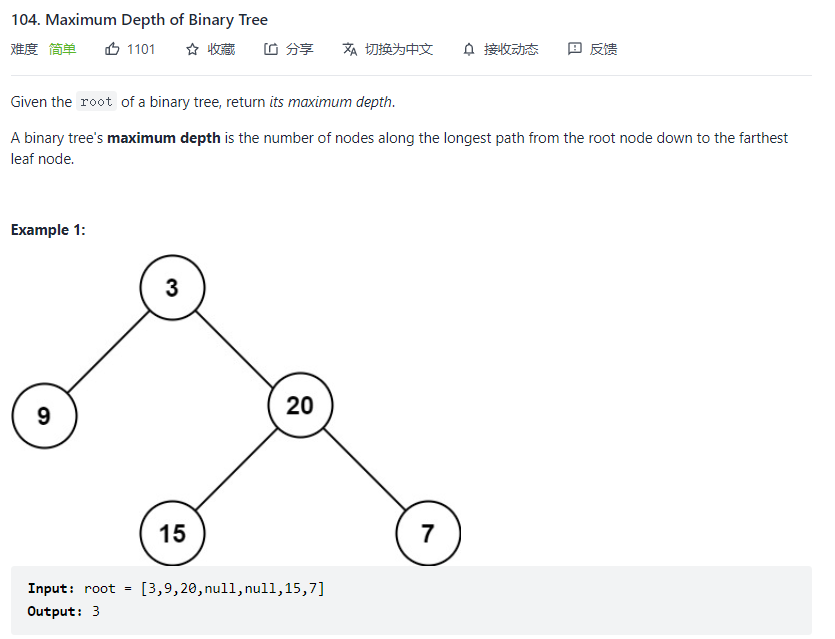 104. Maximum Depth of Binary Tree
难度 简单 1101 收藏 分享 切换为中文 接收动态 反馈
Given the root of a binary tree, return its maximum depth.
A binary tree's maximum depth is the number of nodes along the longest path from the root node down to the farthest
leaf node.
Example 1:
3
9 20
15 7
Input: root = [3,9,20,null,null,15,7]
Output: 3